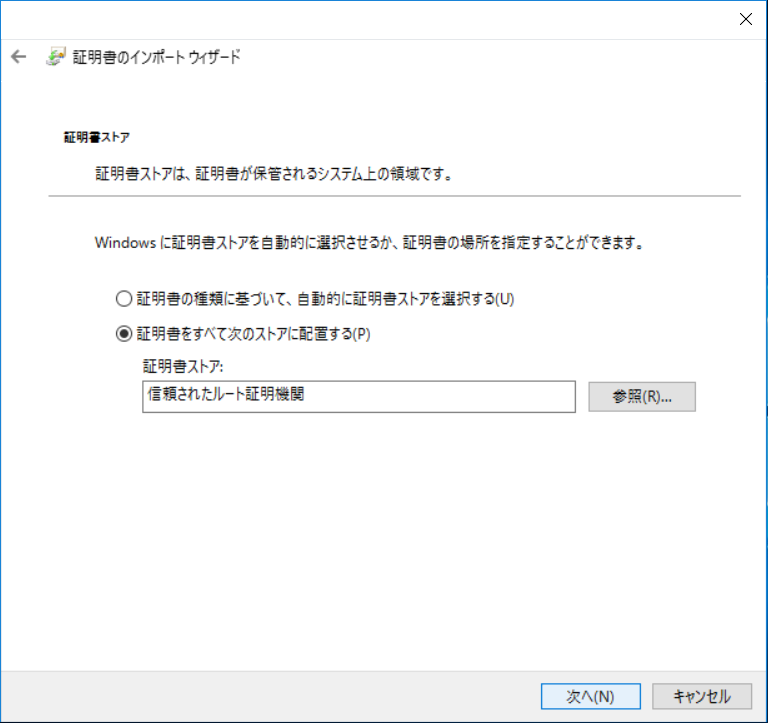 証明書のインポート ウィザード
証明書ストア
証明書ストアは、証明書が保管されるシステム上の領域です。
Windows に証明書ストアを自動的に選択させるか、証明書の場所を指定することができます。
証明書の種類に基づいて、自動的に証明書ストアを選択する(U)
証明書をすべて次のストアに配置する(P)
証明書ストア:
信頼されたルート証明機関
参照(R)...
次へ(N)
キャンセル